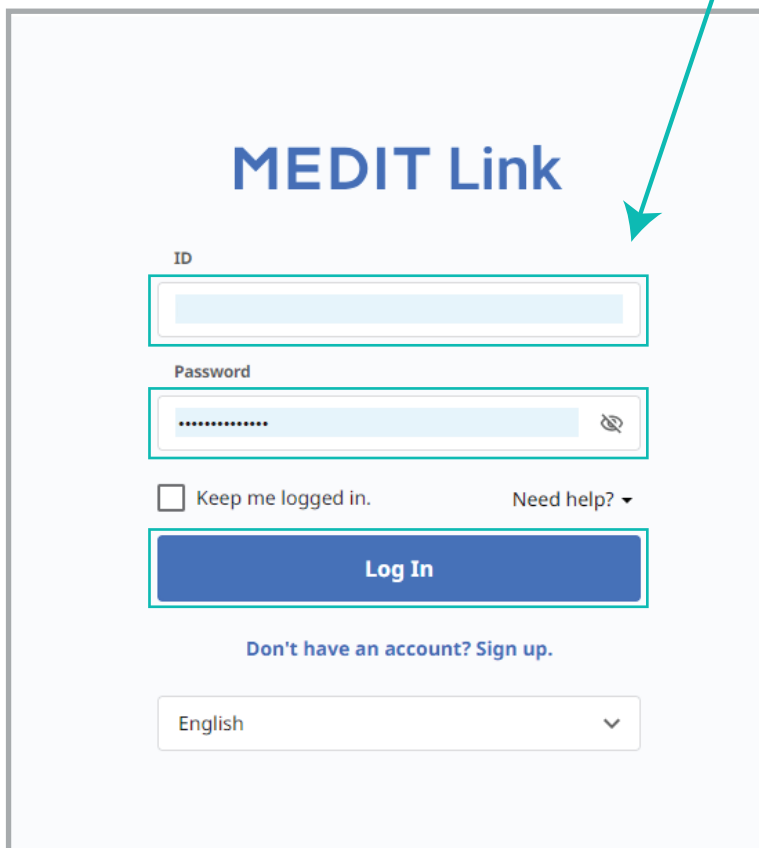 MEDIT Link
ID
Password
••••••••••••••
Keep me logged in. Need help?
Log In
Don't have an account? Sign up.
English